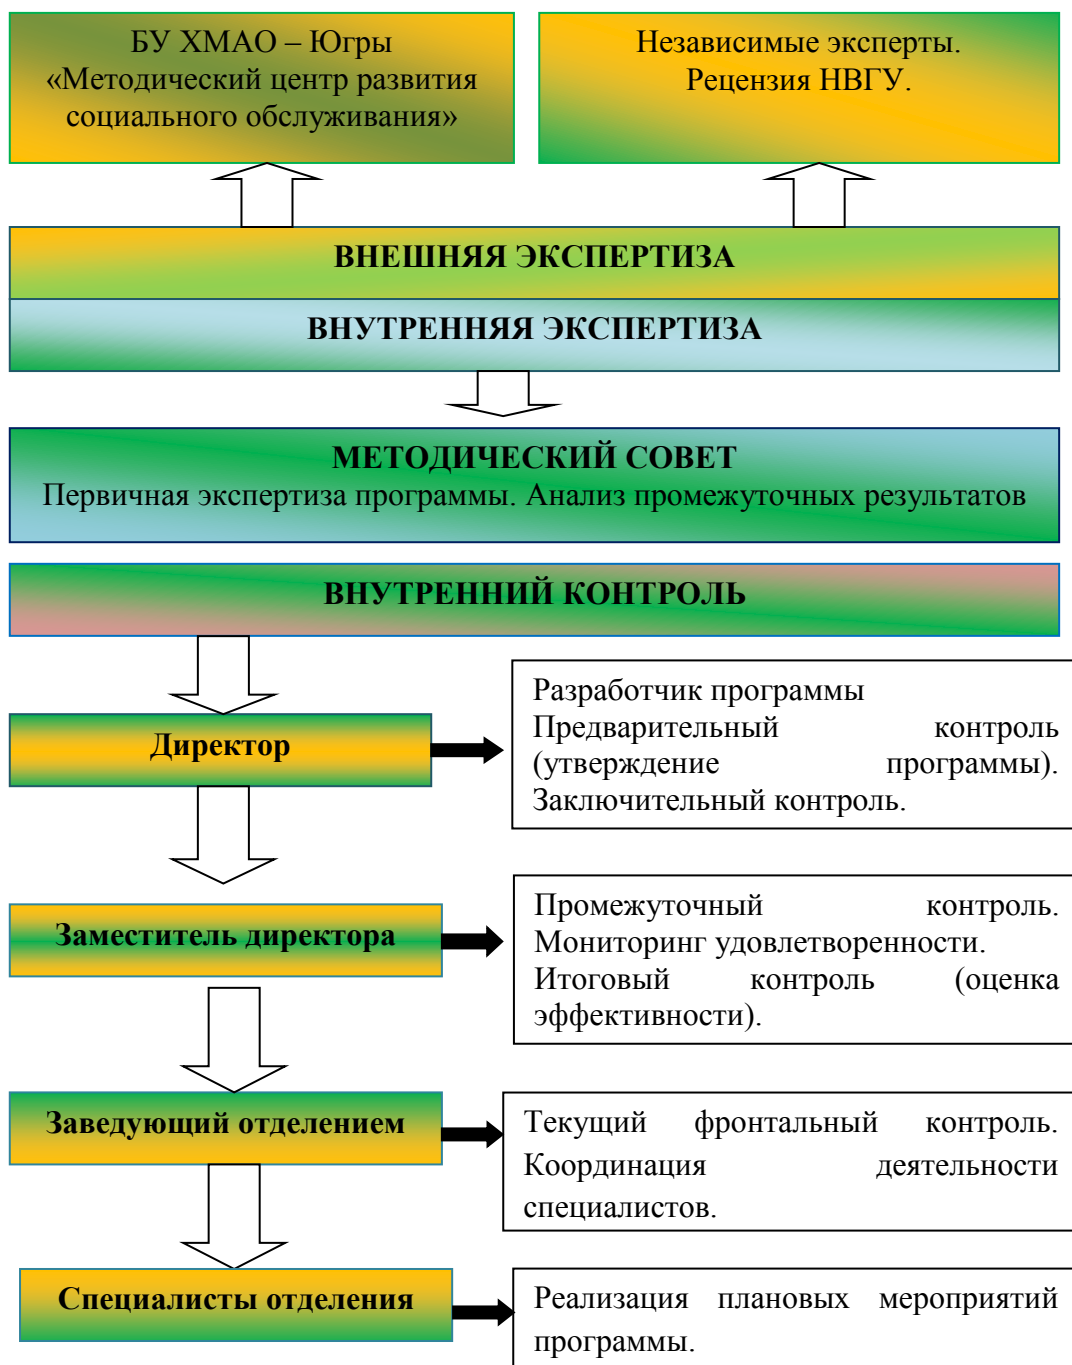 БУ ХМАО – Югры
«Методический центр развития
социального обслуживания»
Независимые эксперты.
Рецензия НВГУ.
ВНЕШНЯЯ ЭКСПЕРТИЗА
ВНУТРЕННЯЯ ЭКСПЕРТИЗА
МЕТОДИЧЕСКИЙ СОВЕТ
Первичная экспертиза программы. Анализ промежуточных результатов
ВНУТРЕННИЙ КОНТРОЛЬ
Директор
Разработчик программы
Предварительный контроль
(утверждение программы).
Заключительный контроль.
Заместитель директора
Промежуточный контроль.
Мониторинг удовлетворенности.
Итоговый контроль (оценка
эффективности).
Заведующий отделением
Текущий фронтальный контроль.
Координация деятельности
специалистов.
Специалисты отделения
Реализация плановых мероприятий
программы.